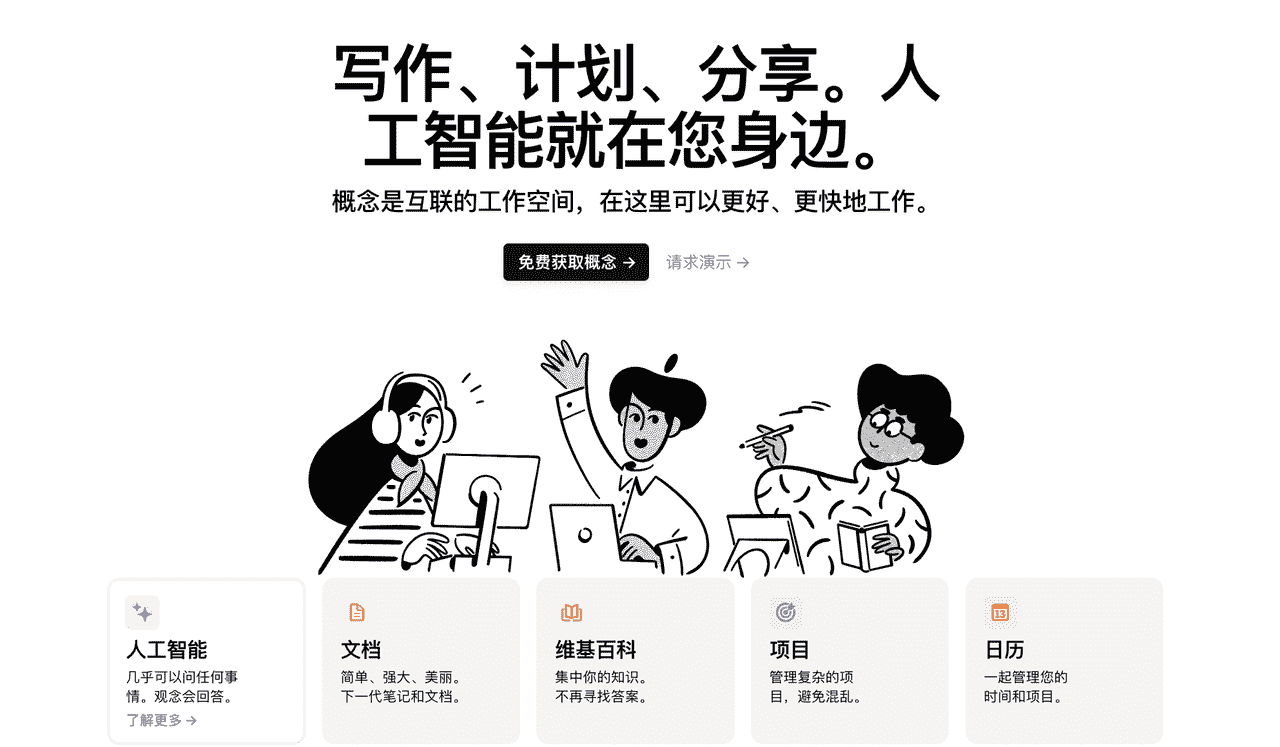 写作、计划、分享。人
工智能就在您身边。
概念是互联的工作空间，在这里可以更好、更快地工作。
免费获取概念 →
请求演示 →
人工智能
几乎可以问任何事
情。观念会回答。
了解更多 →
文档
简单、强大、美丽。
下一代笔记和文档。
维基百科
集中你的知识。
不再寻找答案。
项目
管理复杂的项
目，避免混乱。
13
日历
一起管理您的
时间和项目。